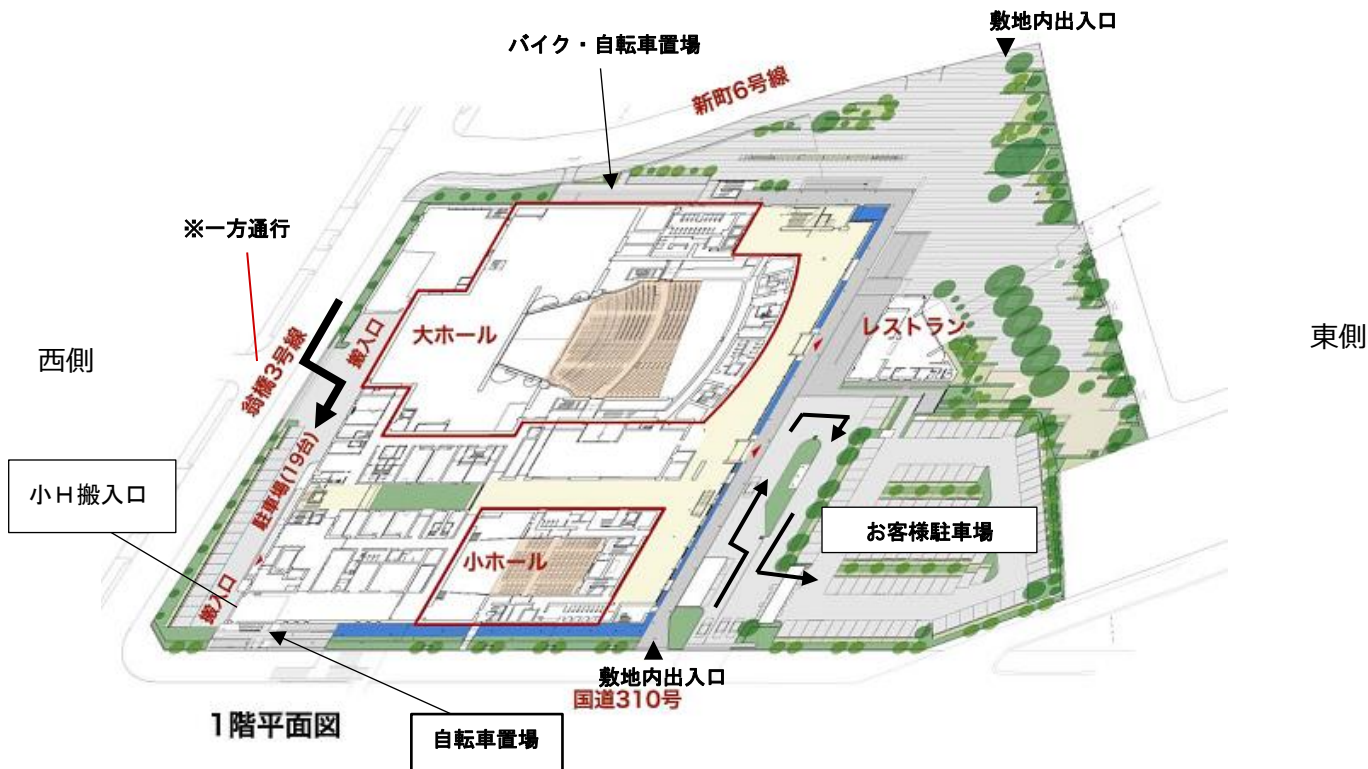 敷地内出入口
バイク・自転車置場
新町6号線
※一方通行
搬入口
大ホール
レストラン
西側
東側
翁橋3号線
駐車場(19台)
小H搬入口
お客様駐車場
小ホール
搬入口
敷地内出入口
国道310号
1階平面図
自転車置場